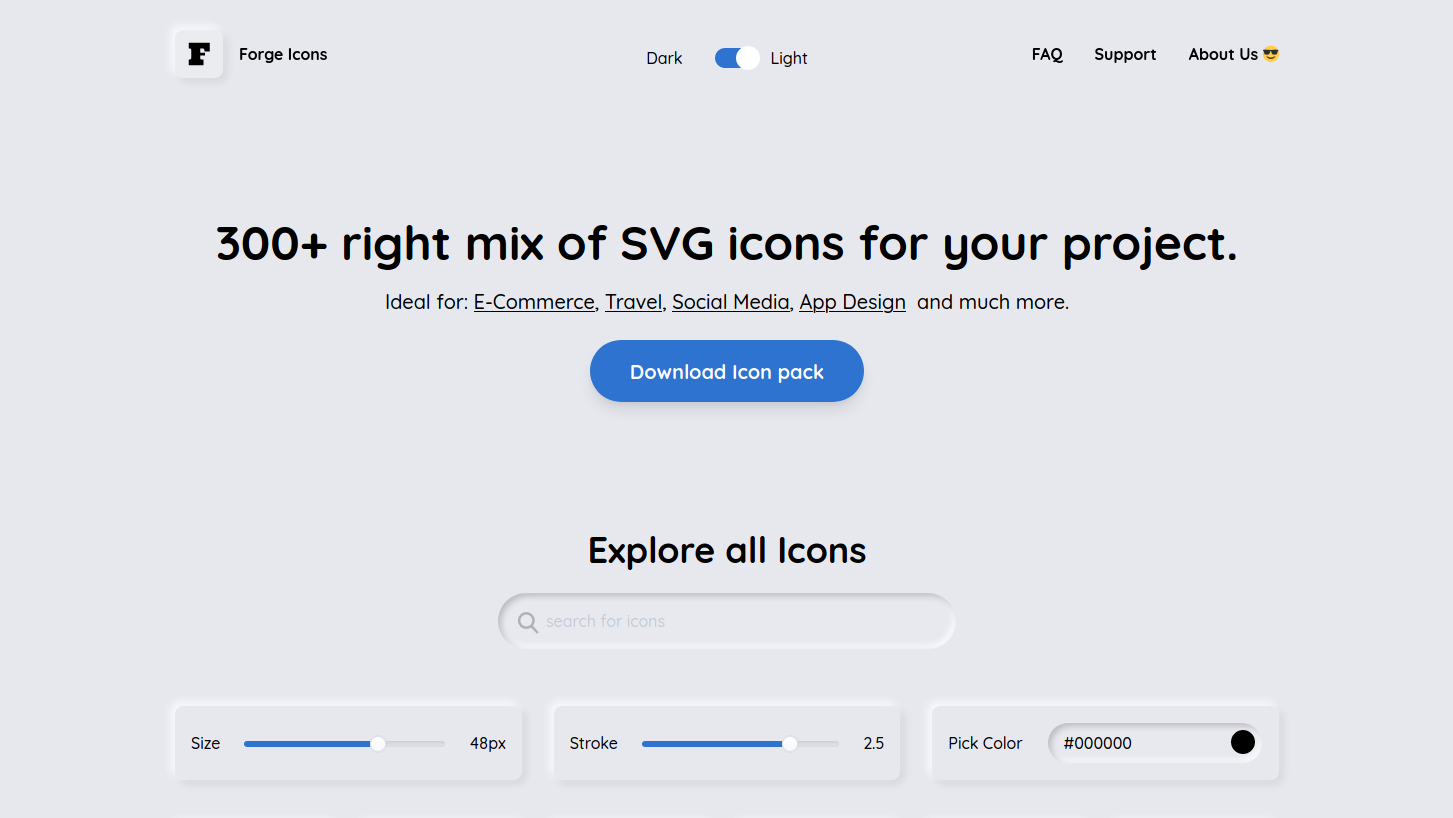 F Forge Icons
Dark Light
FAQ Support About Us 😎
300+ right mix of SVG icons for your project.
Ideal for: E-Commerce, Travel, Social Media, App Design and much more.
Download Icon pack
Explore all Icons
search for icons
Size 48px
Stroke 2.5
Pick Color #000000